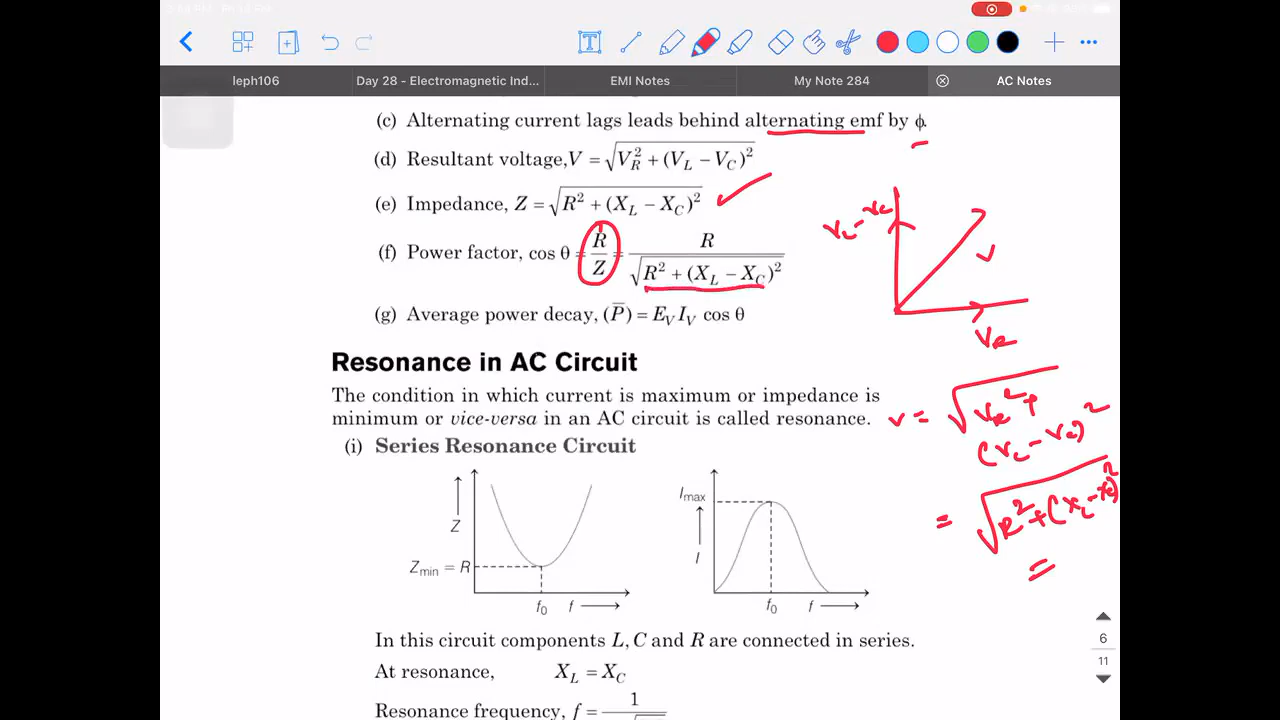 leph106
Day 28 - Electromagnetic Ind...
EMI Notes
My Note 284
AC Notes
(c) Alternating current lags leads behind alternating emf by ϕ.
(d) Resultant voltage, V = √(V_R² + (V_L − V_C)²)
(e) Impedance, Z = √(R² + (X_L − X_C)²)
(f) Power factor, cos θ = R/Z = R/√(R² + (X_L − X_C)²)
(g) Average power decay, (P̅) = E_V I_V cos θ
V_L - V_C
V
V_R
Resonance in AC Circuit
The condition in which current is maximum or impedance is
minimum or vice-versa in an AC circuit is called resonance.
V = √(V_R² +
(V_L - V_C)²
= √(R² + (X_L - X_C)²
=
(i) Series Resonance Circuit
Z
Z_min = R
f₀ f
I_max
I
f₀ f
In this circuit components L, C and R are connected in series.
At resonance, X_L = X_C
Resonance frequency, f = 1
6
11